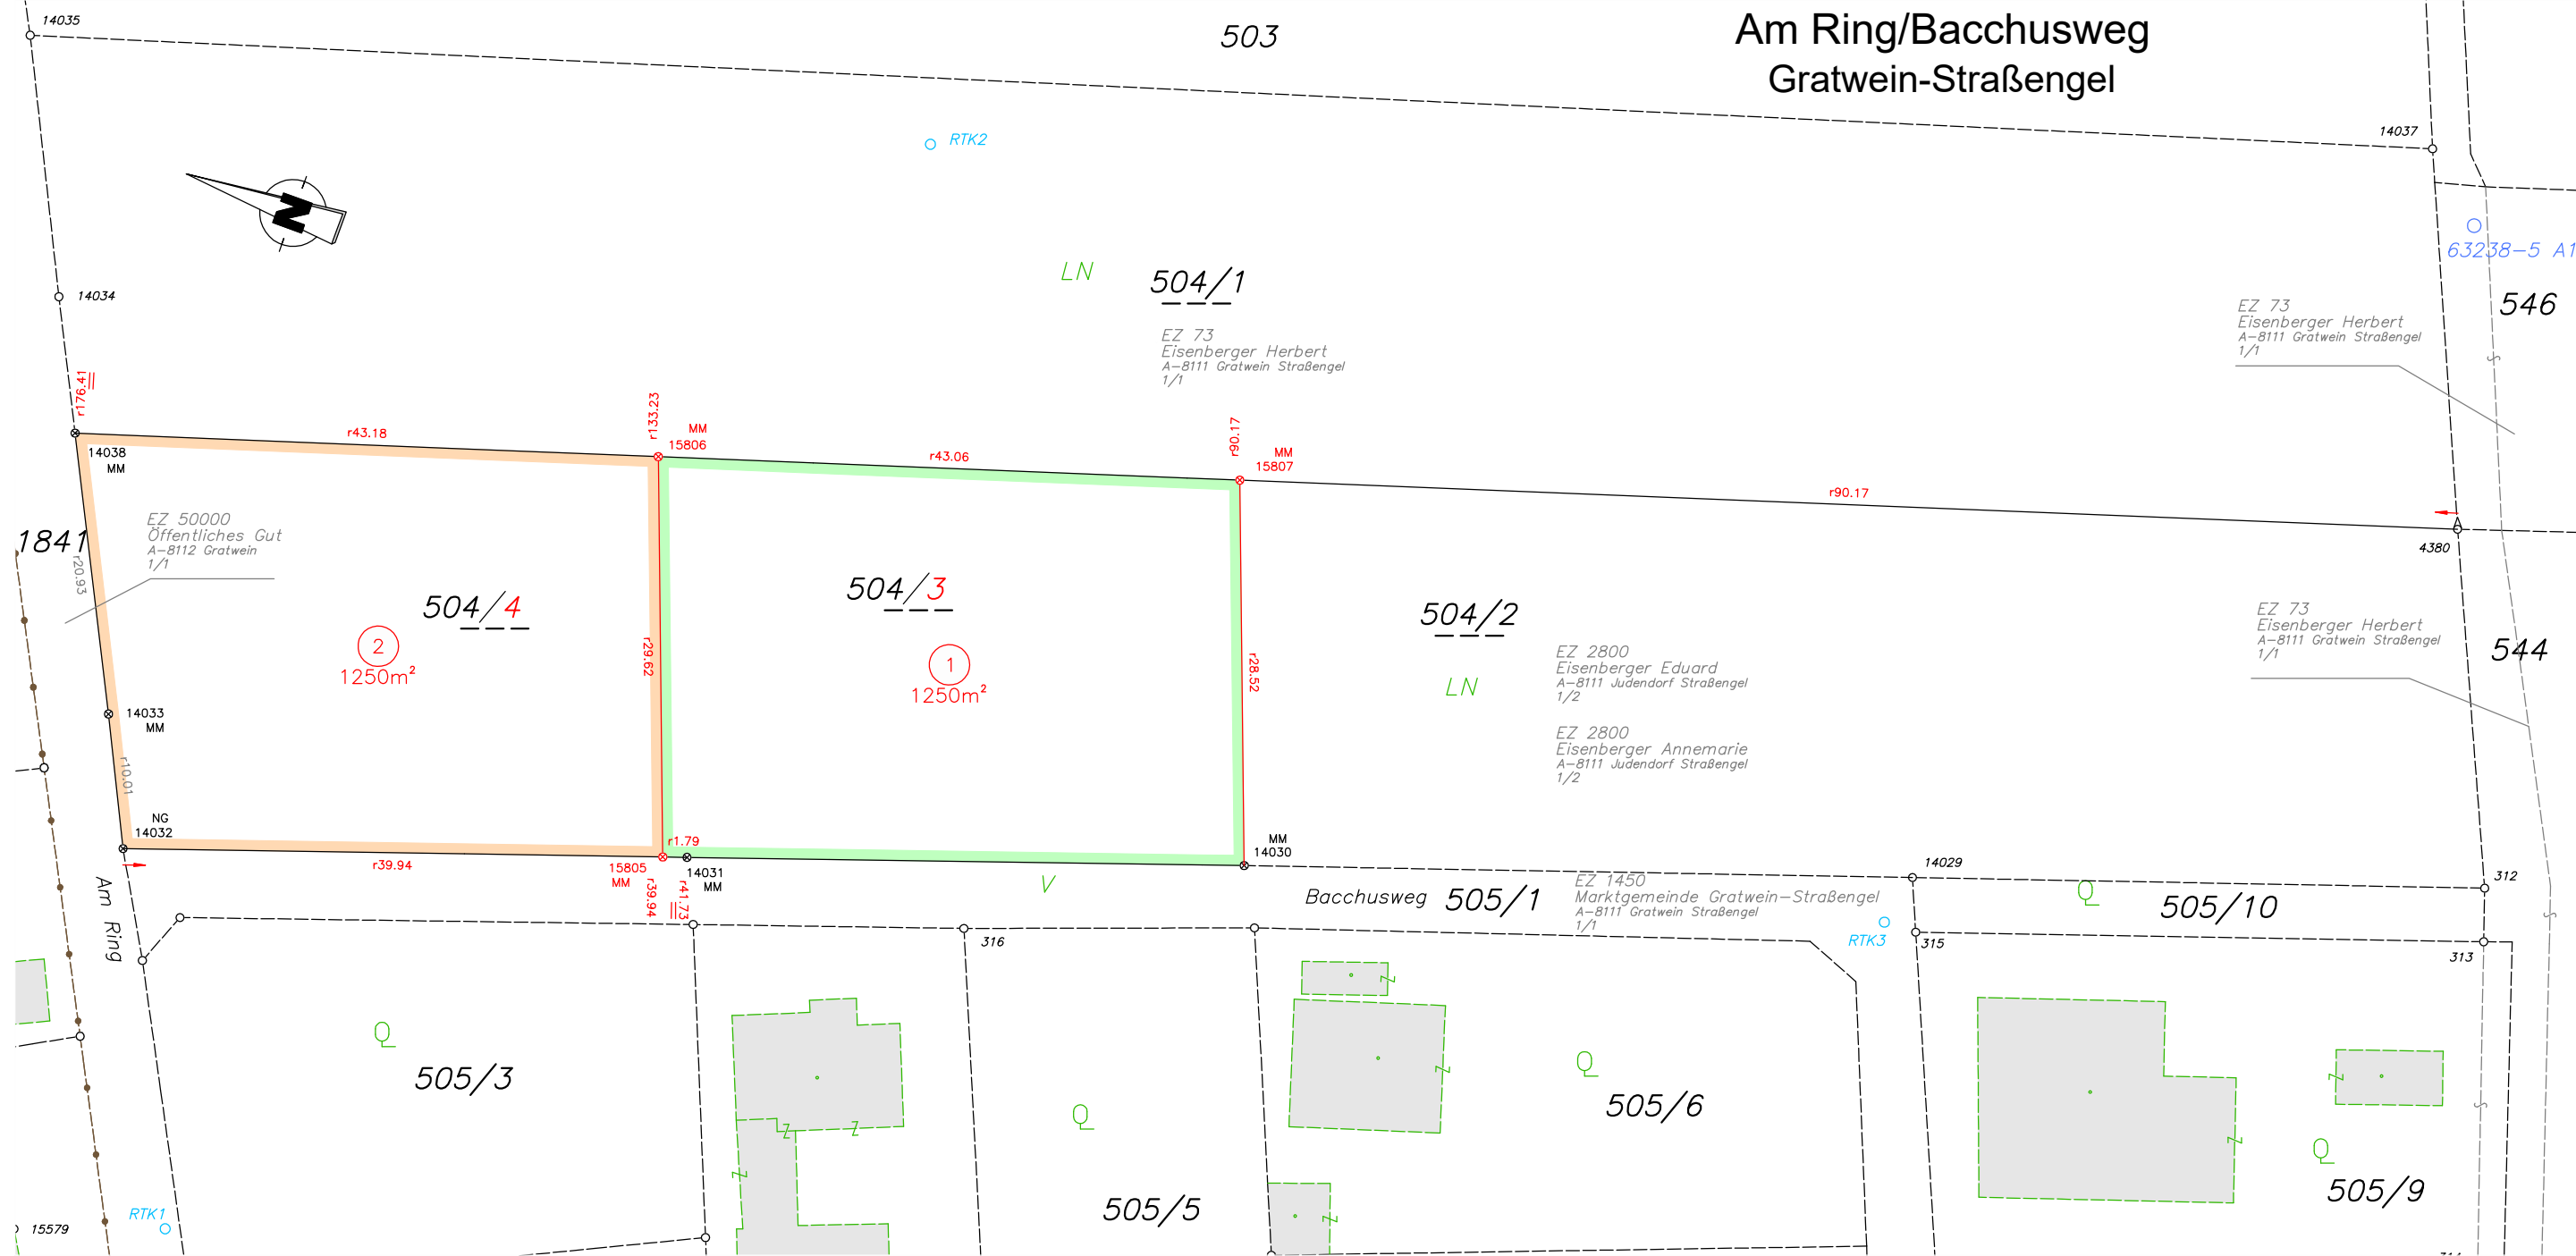 Am Ring/Bacchusweg
Gratwein-Straßengel
14035
503
14037
RTK2
N
63238-5 A1
LN
504/1
14034
546
EZ 73
Eisenberger Herbert
A-8111 Gratwein Straßengel
1/1
EZ 73
Eisenberger Herbert
A-8111 Gratwein Straßengel
1/1
r176.41
r43.18
r133.23
MM
15806
r43.06
r90.17
MM
15807
r90.17
14038
MM
4380
1841
EZ 50000
Öffentliches Gut
A-8112 Gratwein
1/1
r20.93
504/4
2
1250m²
r29.62
504/3
1
1250m²
r28.52
504/2
LN
EZ 2800
Eisenberger Eduard
A-8111 Judendorf Straßengel
1/2
EZ 2800
Eisenberger Annemarie
A-8111 Judendorf Straßengel
1/2
EZ 73
Eisenberger Herbert
A-8111 Gratwein Straßengel
1/1
544
14033
MM
r10.01
NG
14032
r39.94
r1.79
15805
MM
r39.94
r41.73
14031
MM
V
MM
14030
14029
312
Am Ring
Bacchusweg
505/1
EZ 1450
Marktgemeinde Gratwein-Straßengel
A-8111 Gratwein Straßengel
1/1
RTK3
505/10
316
315
313
505/3
505/5
505/6
505/9
RTK1
15579